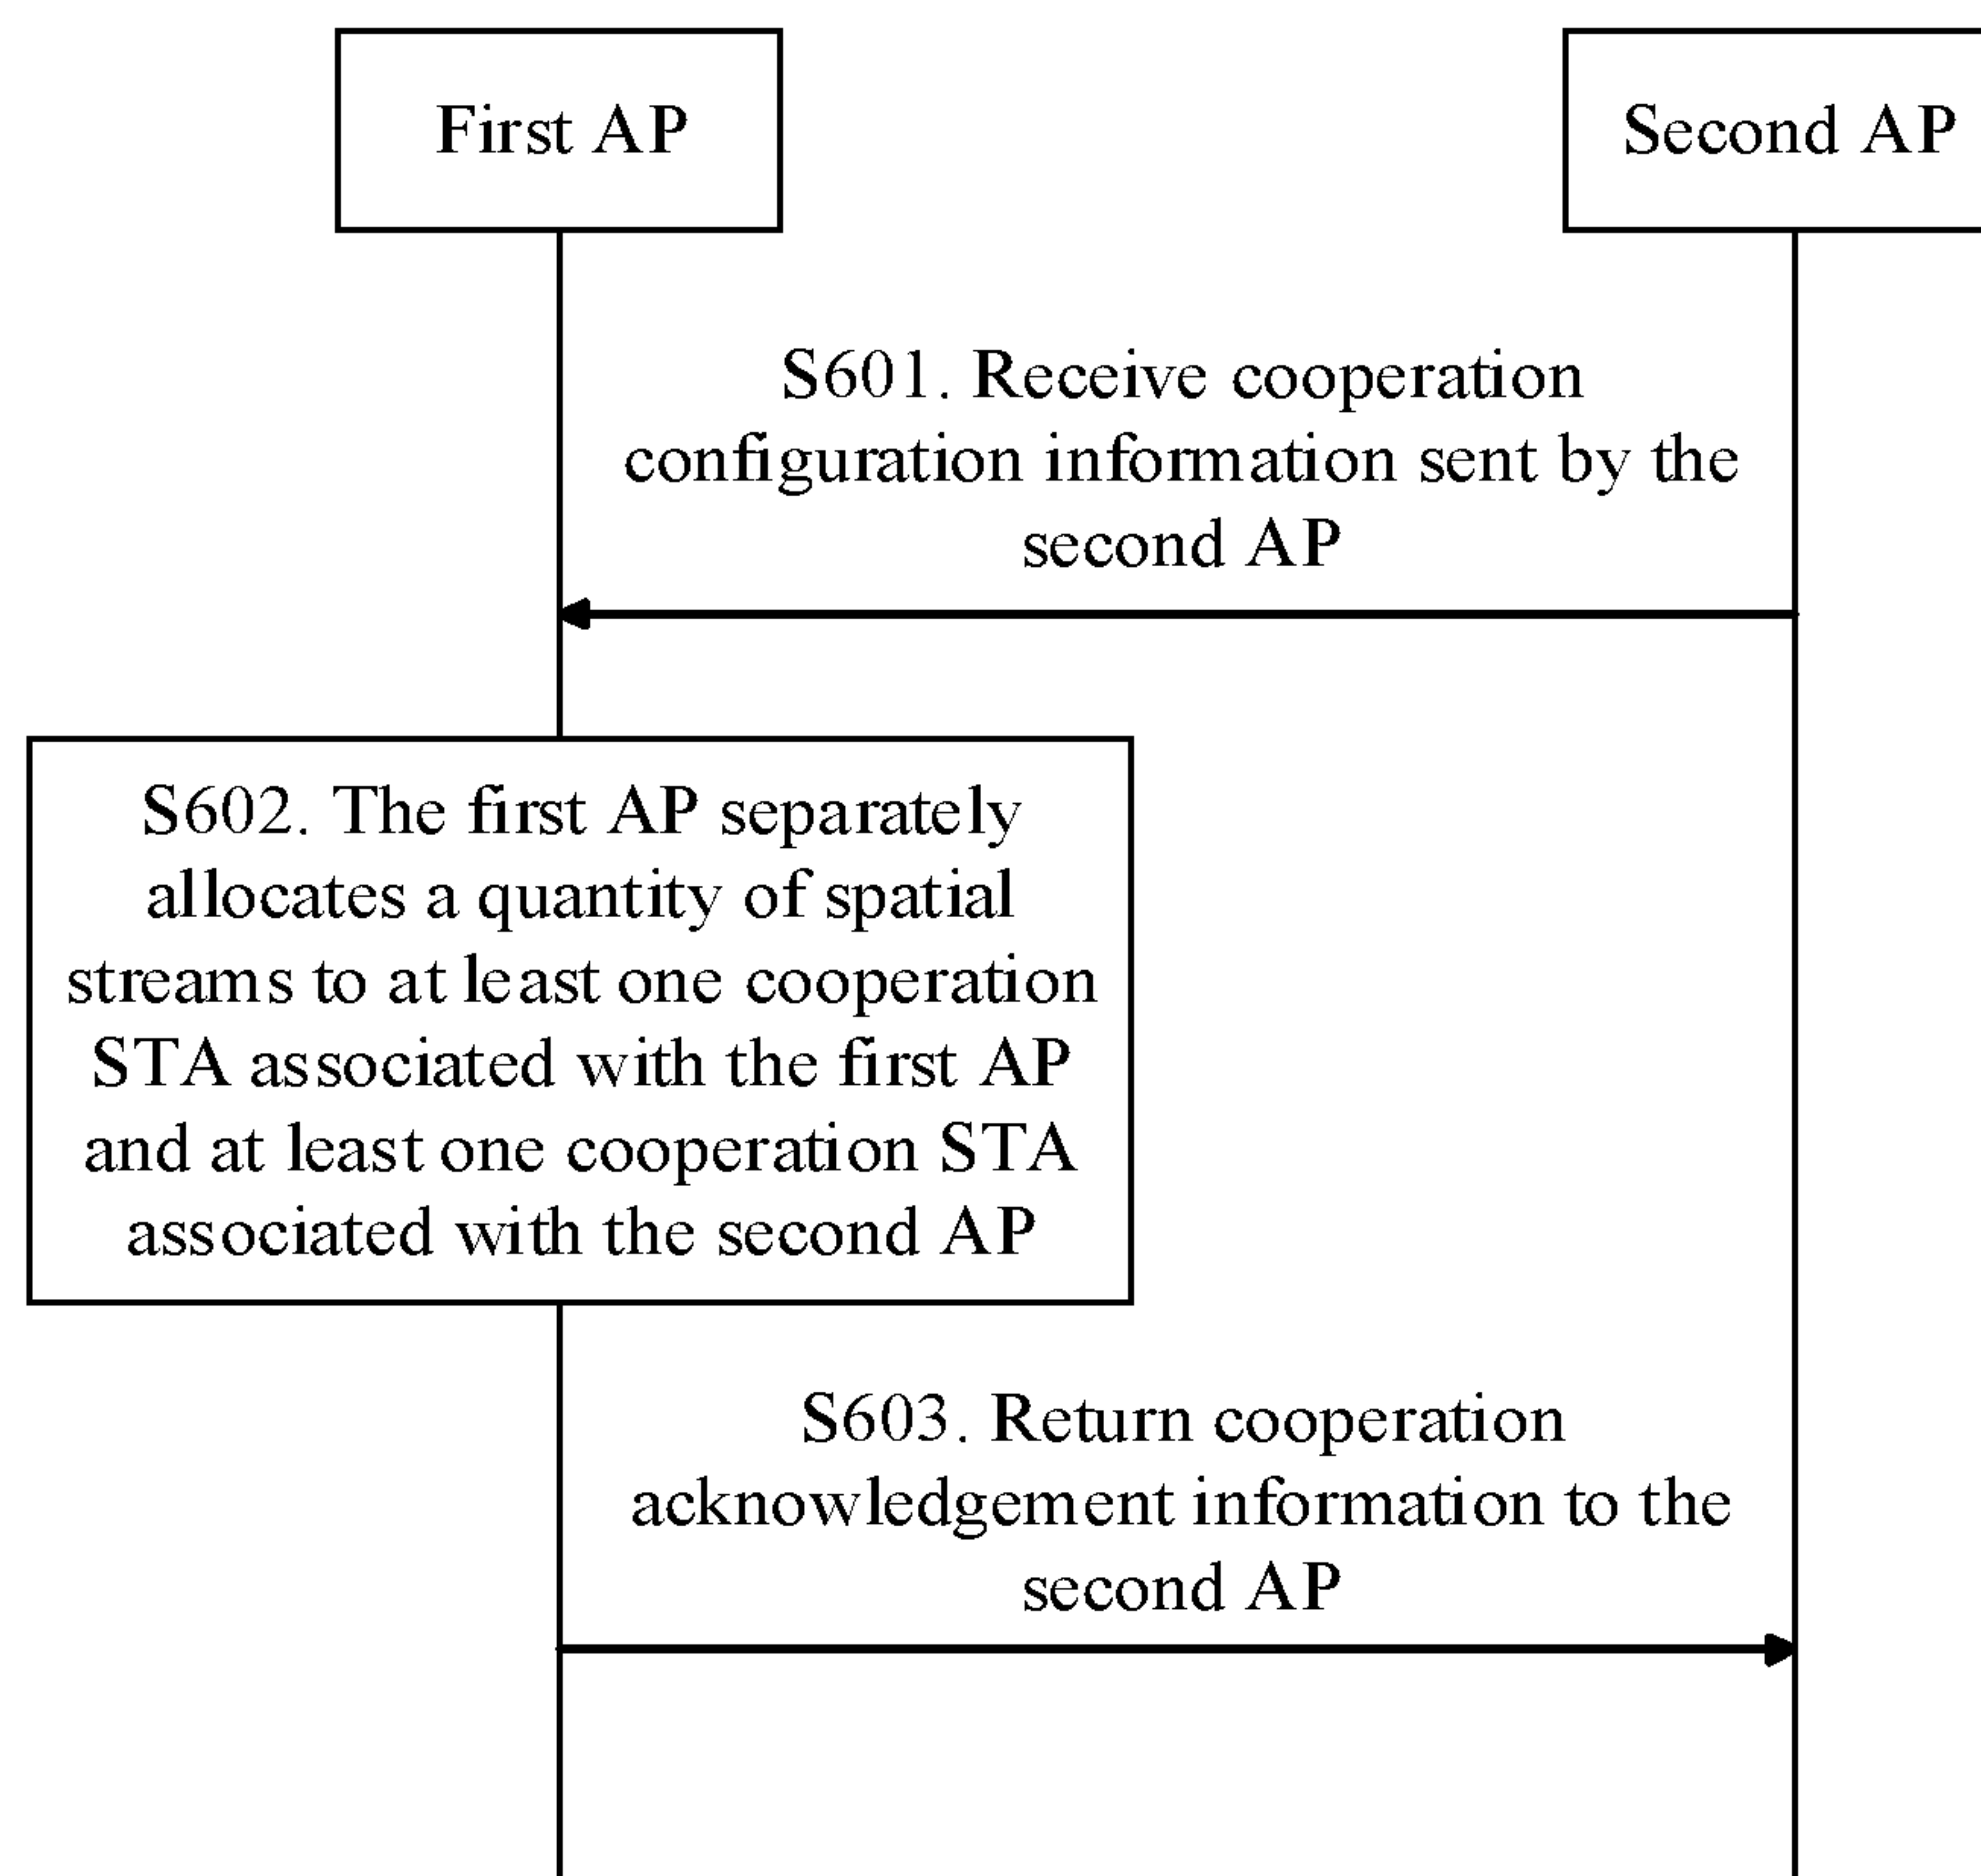 First AP
Second AP
S601. Receive cooperation
configuration information sent by the
second AP
S602. The first AP separately
allocates a quantity of spatial
streams to at least one cooperation
STA associated with the first AP
and at least one cooperation STA
associated with the second AP
S603. Return cooperation
acknowledgement information to the
second AP